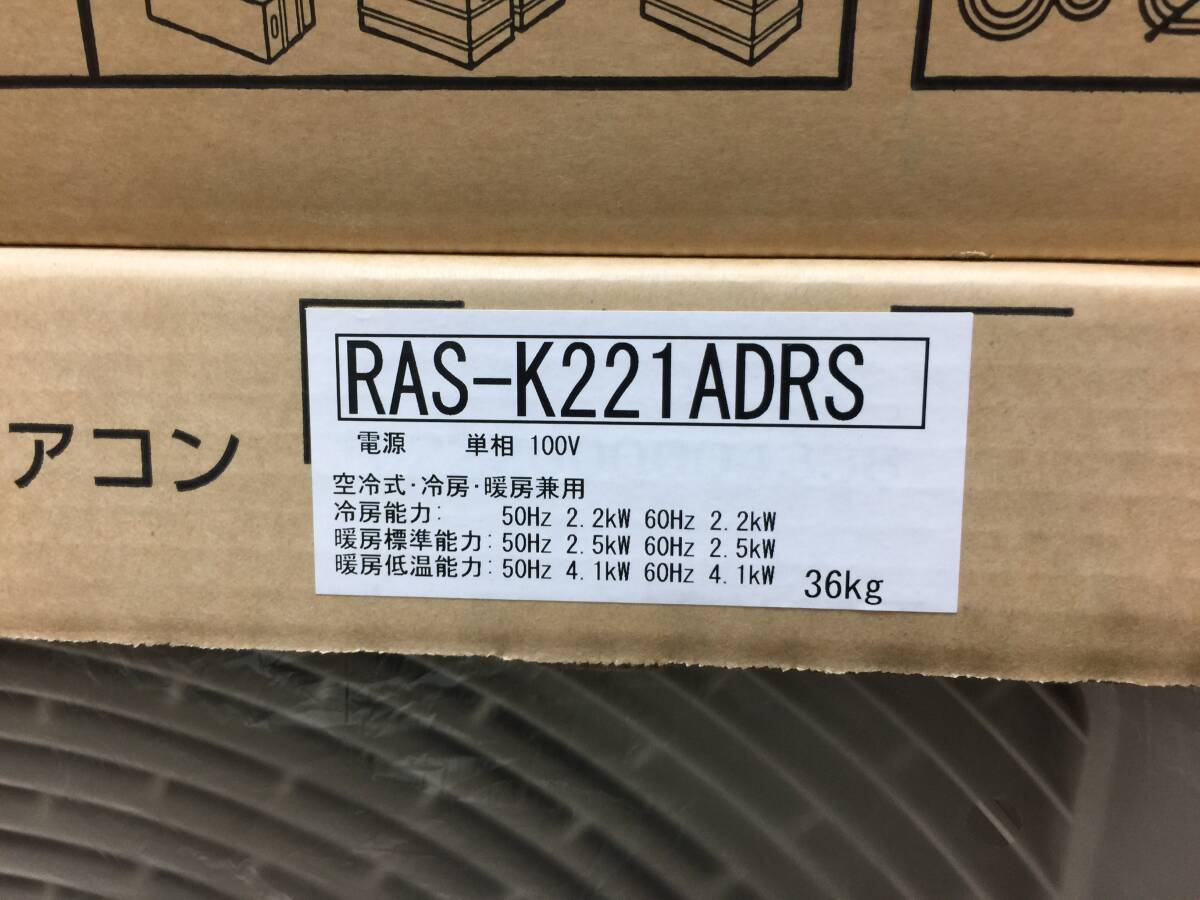 RAS-K221ADRS
アコン
電源 単相 100V
空冷式・冷房・暖房兼用
冷房能力: 50Hz 2.2kW 60Hz 2.2kW
暖房標準能力: 50Hz 2.5kW 60Hz 2.5kW
暖房低温能力: 50Hz 4.1kW 60Hz 4.1kW
36kg